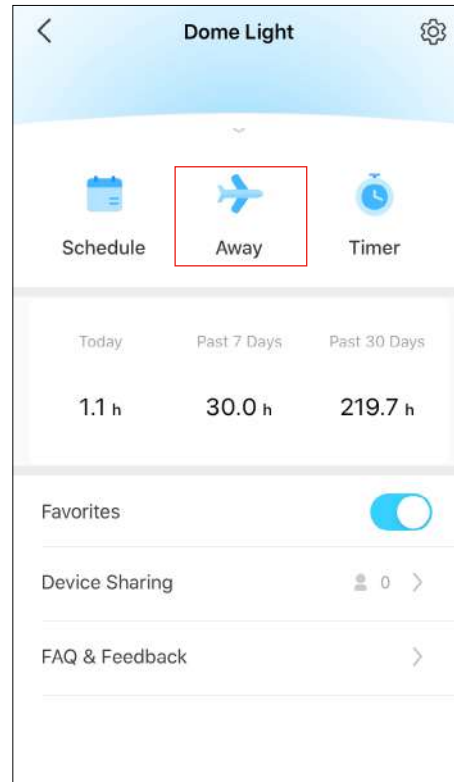 Dome Light
Schedule Away Timer
Today Past 7 Days Past 30 Days
1.1 h 30.0 h 219.7 h
Favorites
Device Sharing 0
FAQ & Feedback